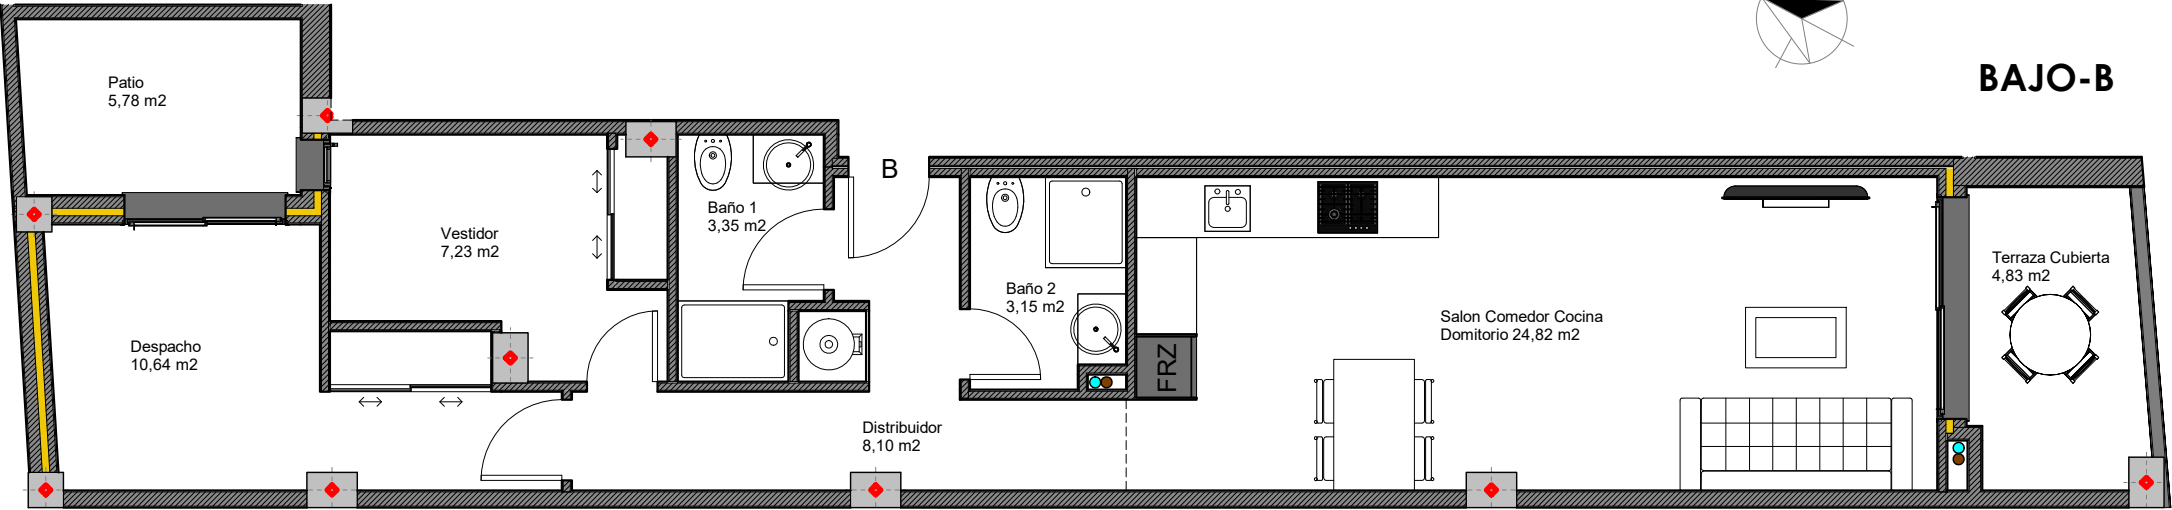 BAJO-B
Patio
5,78 m2
B
Baño 1
3,35 m2
Vestidor
7,23 m2
Terraza Cubierta
4,83 m2
Baño 2
3,15 m2
Salon Comedor Cocina
Domitorio 24,82 m2
Despacho
10,64 m2
FRZ
Distribuidor
8,10 m2